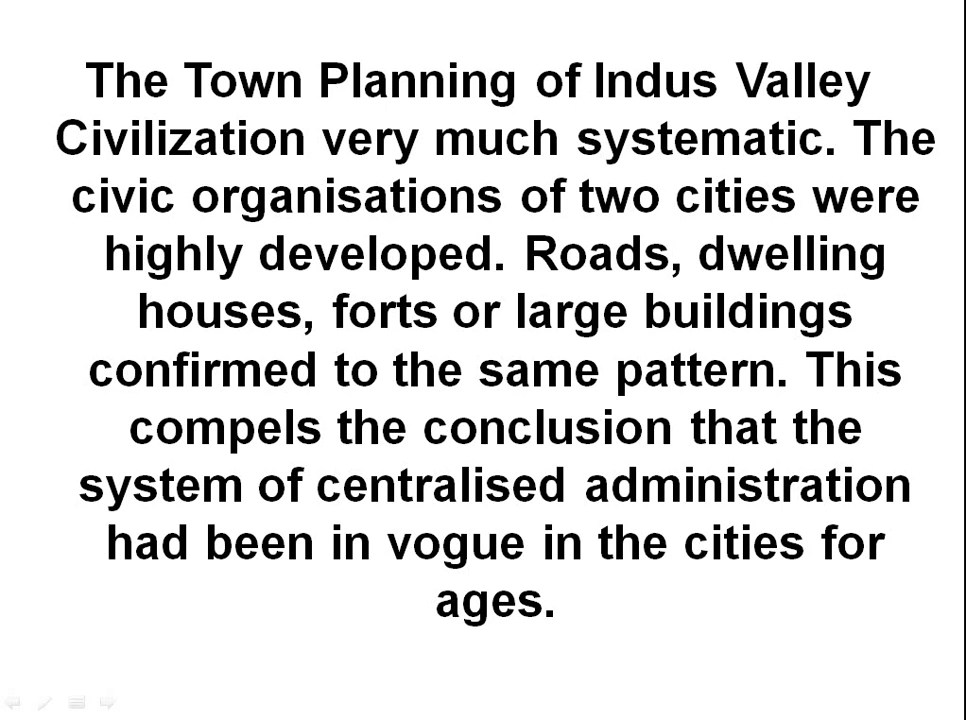 The Town Planning of Indus Valley
Civilization very much systematic. The
civic organisations of two cities were
highly developed. Roads, dwelling
houses, forts or large buildings
confirmed to the same pattern. This
compels the conclusion that the
system of centralised administration
had been in vogue in the cities for
ages.